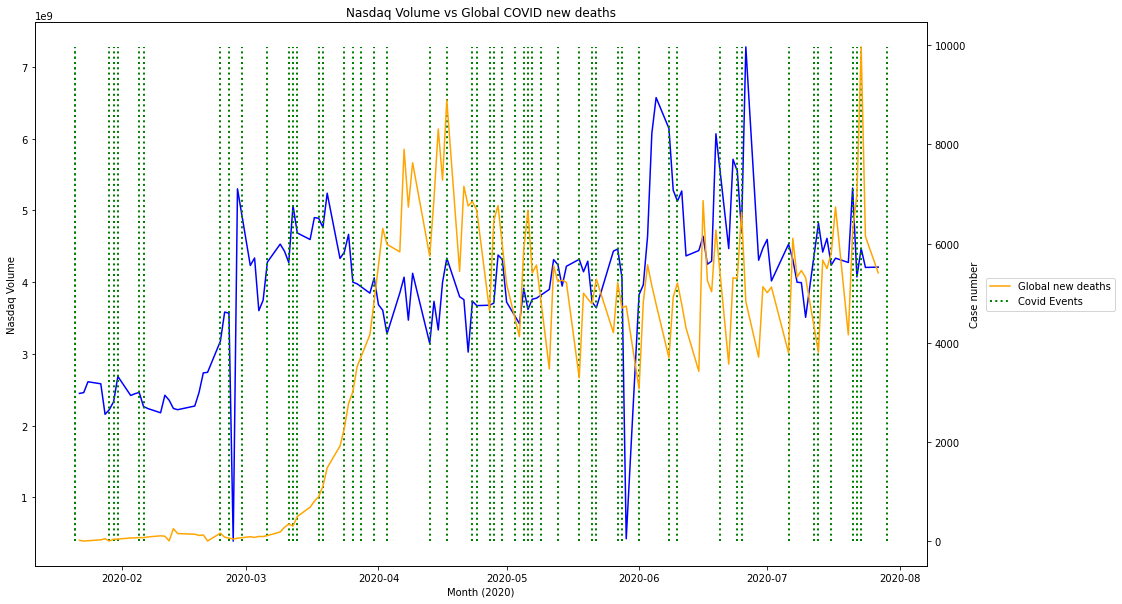 Nasdaq Volume vs Global COVID new deaths
1e9
7
6
5
4
3
2
1
Nasdaq Volume
10000
8000
6000
4000
2000
0
Case number
Global new deaths
Covid Events
2020-02
2020-03
2020-04
2020-05
2020-06
2020-07
2020-08
Month (2020)